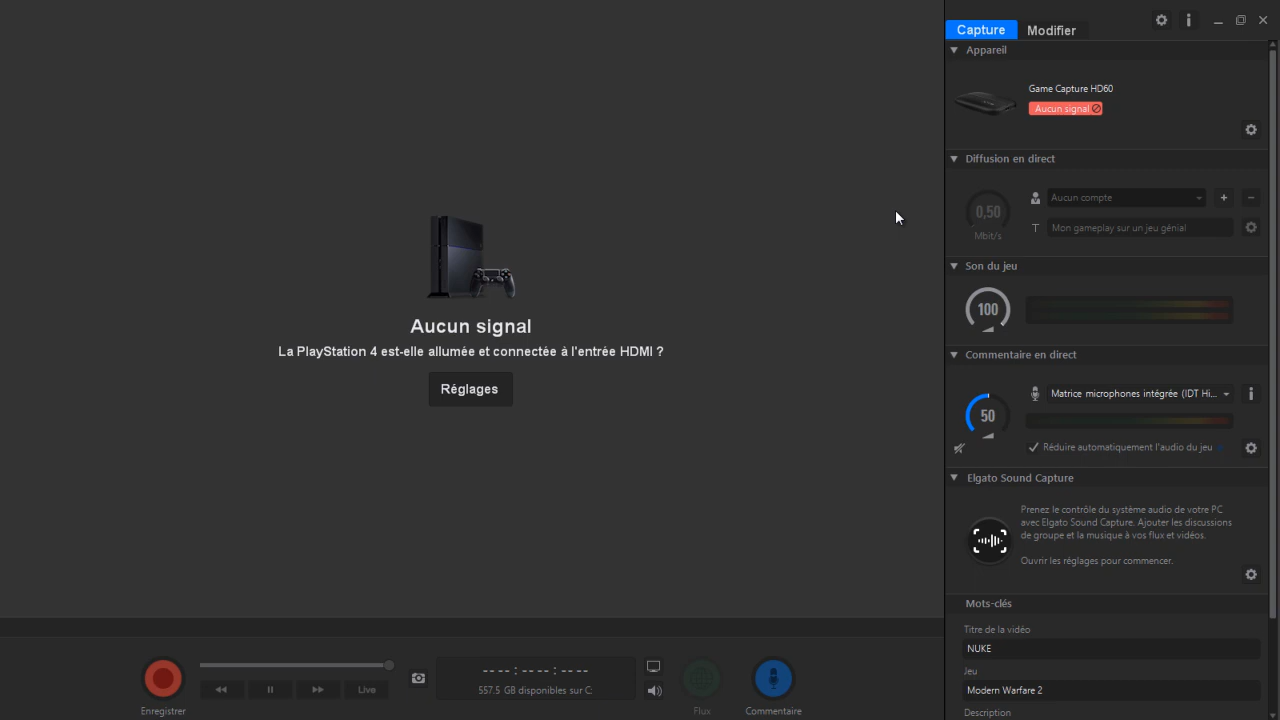 Capture Modifier
Appareil
Game Capture HD60
Aucun signal
Diffusion en direct
0,50
Mbit/s
Aucun compte
+ −
T Mon gameplay sur un jeu génial
Son du jeu
100
Commentaire en direct
50
Matrice microphones intégrée (IDT Hi...
Réduire automatiquement l'audio du jeu
Elgato Sound Capture
Prenez le contrôle du système audio de votre PC
avec Elgato Sound Capture. Ajouter les discussions
de groupe et la musique à vos flux et vidéos.
Ouvrir les réglages pour commencer.
Mots-clés
Titre de la vidéo
NUKE
Jeu
Modern Warfare 2
Description
Aucun signal
La PlayStation 4 est-elle allumée et connectée à l'entrée HDMI ?
Réglages
Enregistrer
Live
-- -- : -- -- : -- --
557.5 GB disponibles sur C:
Flux
Commentaire